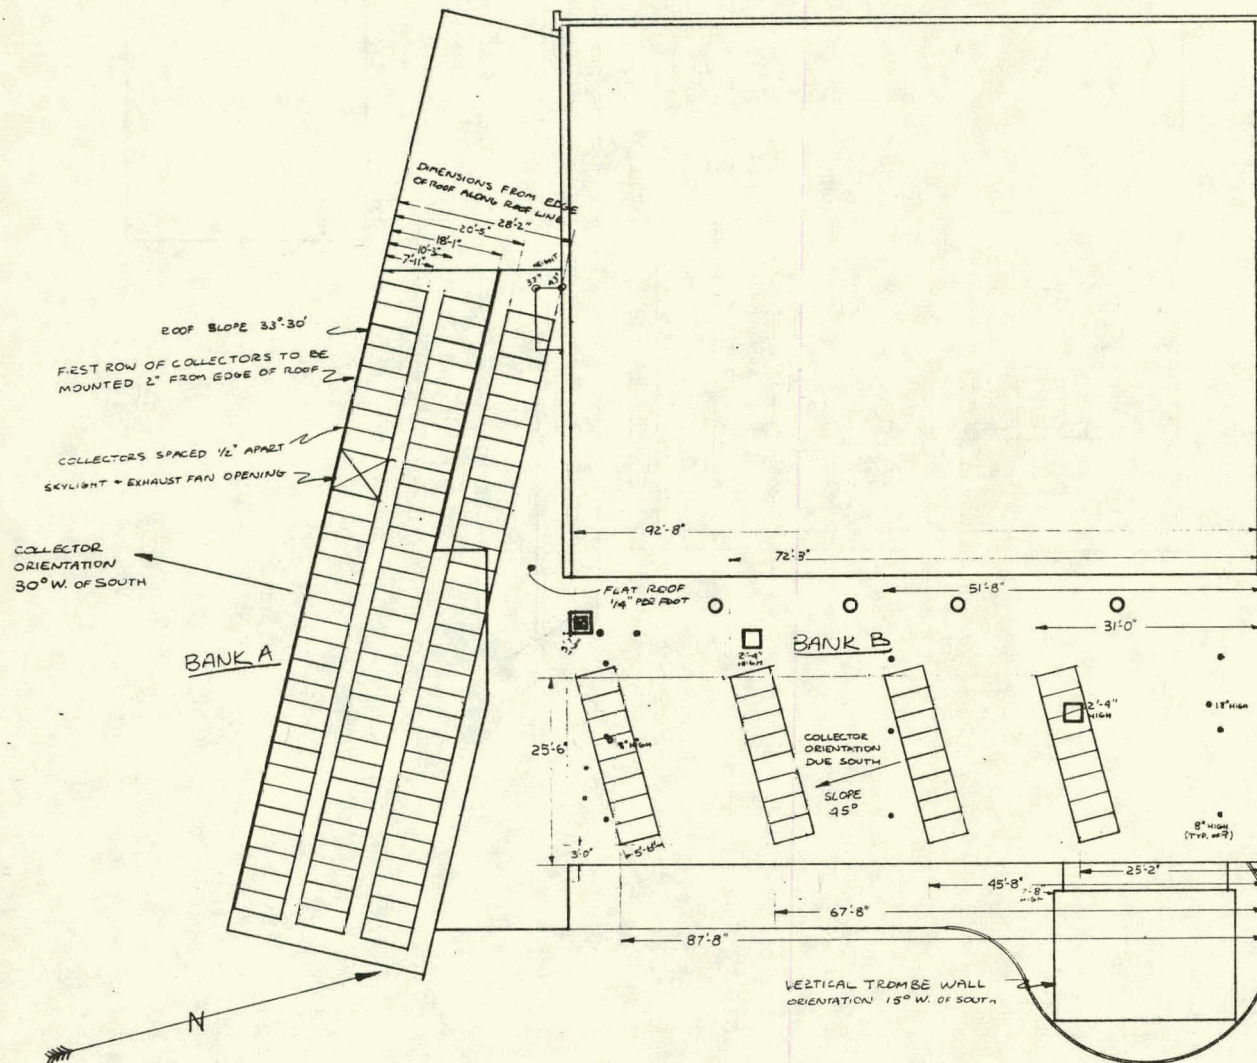 DIMENSIONS FROM EDGE
OF ROOF ALONG ROOF LINE
28'-2"
20'-5"
18'-1"
10'-3"
7'-11"
HEIGHT
ROOF SLOPE 33°-30'
FIRST ROW OF COLLECTORS TO BE
MOUNTED 2" FROM EDGE OF ROOF
COLLECTORS SPACED 1/2" APART
SKYLIGHT + EXHAUST FAN OPENING
COLLECTOR
ORIENTATION
30° W. OF SOUTH
BANK A
92'-8"
72'-3"
51'-8"
31'-0"
FLAT ROOF
1/4" PER FOOT
2'-4"
HIGH
BANK B
2'-4"
HIGH
18" HIGH
25'-6"
8" HIGH
COLLECTOR
ORIENTATION
DUE SOUTH
SLOPE
45°
8" HIGH
3'-0"
25'-2"
45'-8"
HIGH
67'-8"
87'-8"
VERTICAL TROMBE WALL
ORIENTATION 15° W. OF SOUTH
N